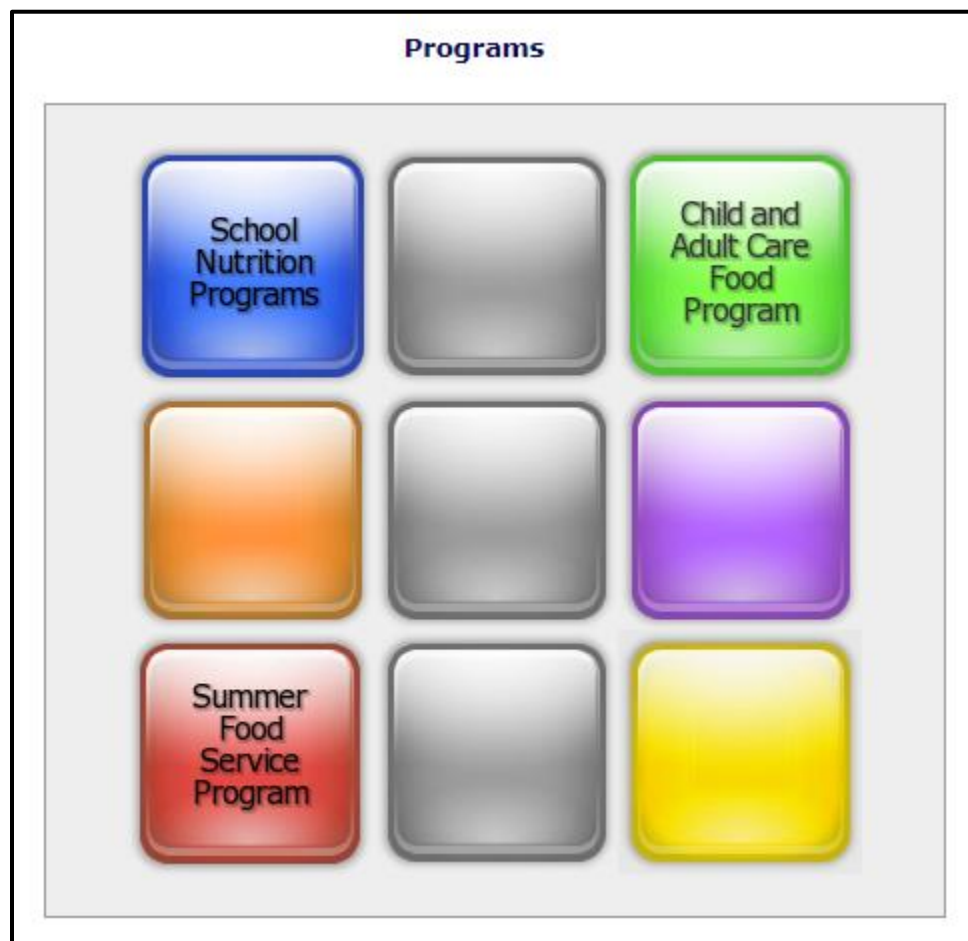 Programs
School
Nutrition
Programs
Child and
Adult Care
Food
Program
Summer
Food
Service
Program